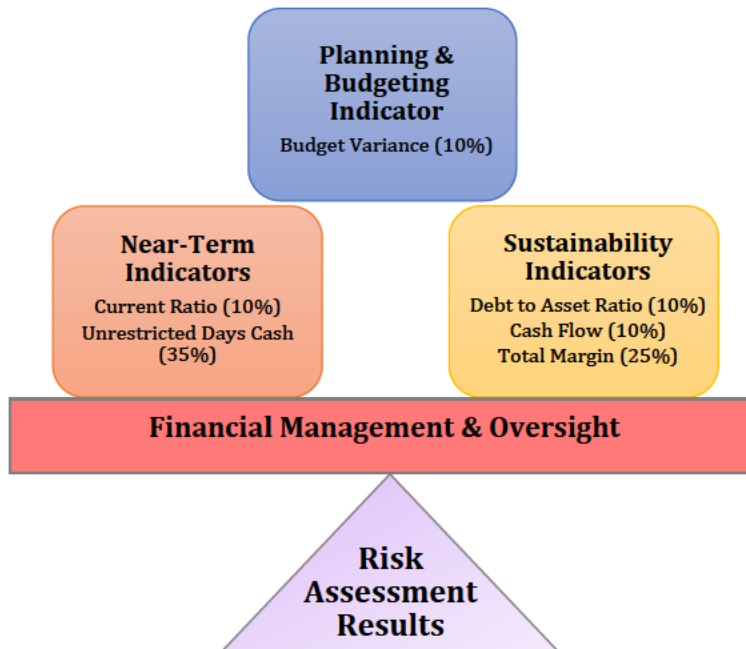 Planning &
Budgeting
Indicator
Budget Variance (10%)
Near-Term
Indicators
Current Ratio (10%)
Unrestricted Days Cash
(35%)
Sustainability
Indicators
Debt to Asset Ratio (10%)
Cash Flow (10%)
Total Margin (25%)
Financial Management & Oversight
Risk
Assessment
Results